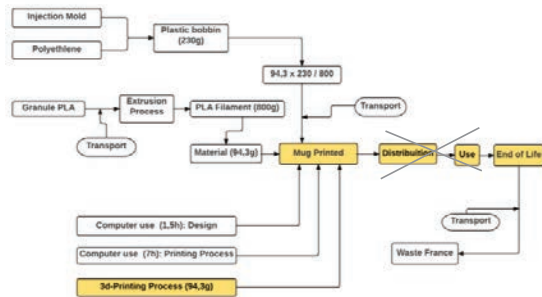 Injection Mold
Polyethlene
Plastic bobbin
(230g)
94,3 x 230 / 800
Granule PLA
Extrusion
Process
PLA Filament (800g)
Transport
Transport
Material (94,3g)
Mug Printed
Distribuition
Use
End of Life
Transport
Computer use (1,5h): Design
Computer use (7h): Printing Process
Waste France
3d-Printing Process (94,3g)